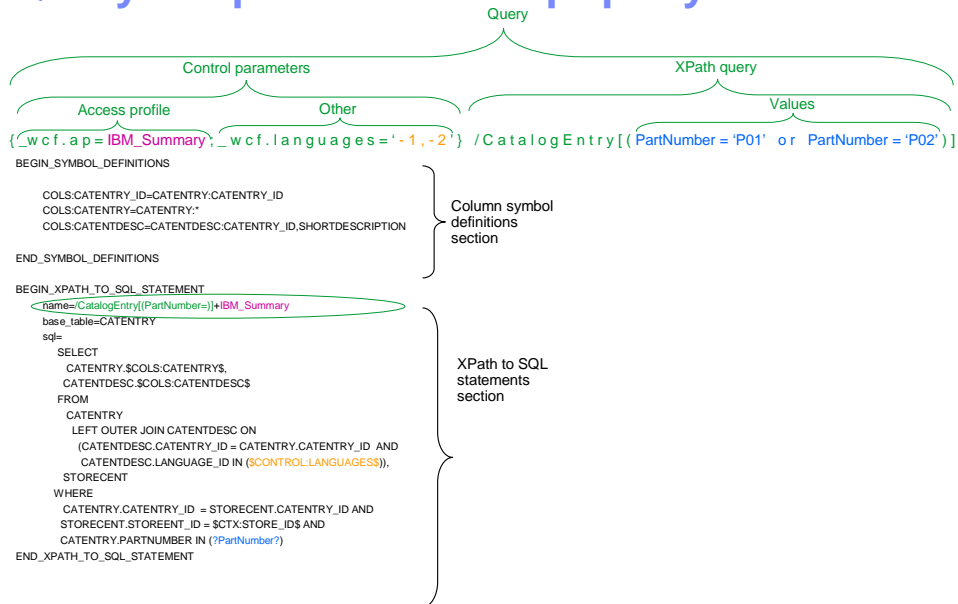 Query
Control parameters
XPath query
Access profile
Other
Values
{_wcf.ap=IBM_Summary;_wcf.languages='-1,-2'} /CatalogEntry[(PartNumber = 'P01' or PartNumber = 'P02')]
BEGIN_SYMBOL_DEFINITIONS
COLS:CATENTRY_ID=CATENTRY:CATENTRY_ID
COLS:CATENTRY=CATENTRY:*
COLS:CATENTDESC=CATENTDESC:CATENTRY_ID,SHORTDESCRIPTION
END_SYMBOL_DEFINITIONS
Column symbol
definitions
section
BEGIN_XPATH_TO_SQL_STATEMENT
name=/CatalogEntry[(PartNumber=)]+IBM_Summary
base_table=CATENTRY
sql=
SELECT
CATENTRY.$COLS:CATENTRY$,
CATENTDESC.$COLS:CATENTDESC$
FROM
CATENTRY
LEFT OUTER JOIN CATENTDESC ON
(CATENTDESC.CATENTRY_ID = CATENTRY.CATENTRY_ID AND
CATENTDESC.LANGUAGE_ID IN ($CONTROL:LANGUAGES$)),
STORECENT
WHERE
CATENTRY.CATENTRY_ID = STORECENT.CATENTRY_ID AND
STORECENT.STOREENT_ID = $CTX:STORE_ID$ AND
CATENTRY.PARTNUMBER IN (?PartNumber?)
END_XPATH_TO_SQL_STATEMENT
XPath to SQL
statements
section